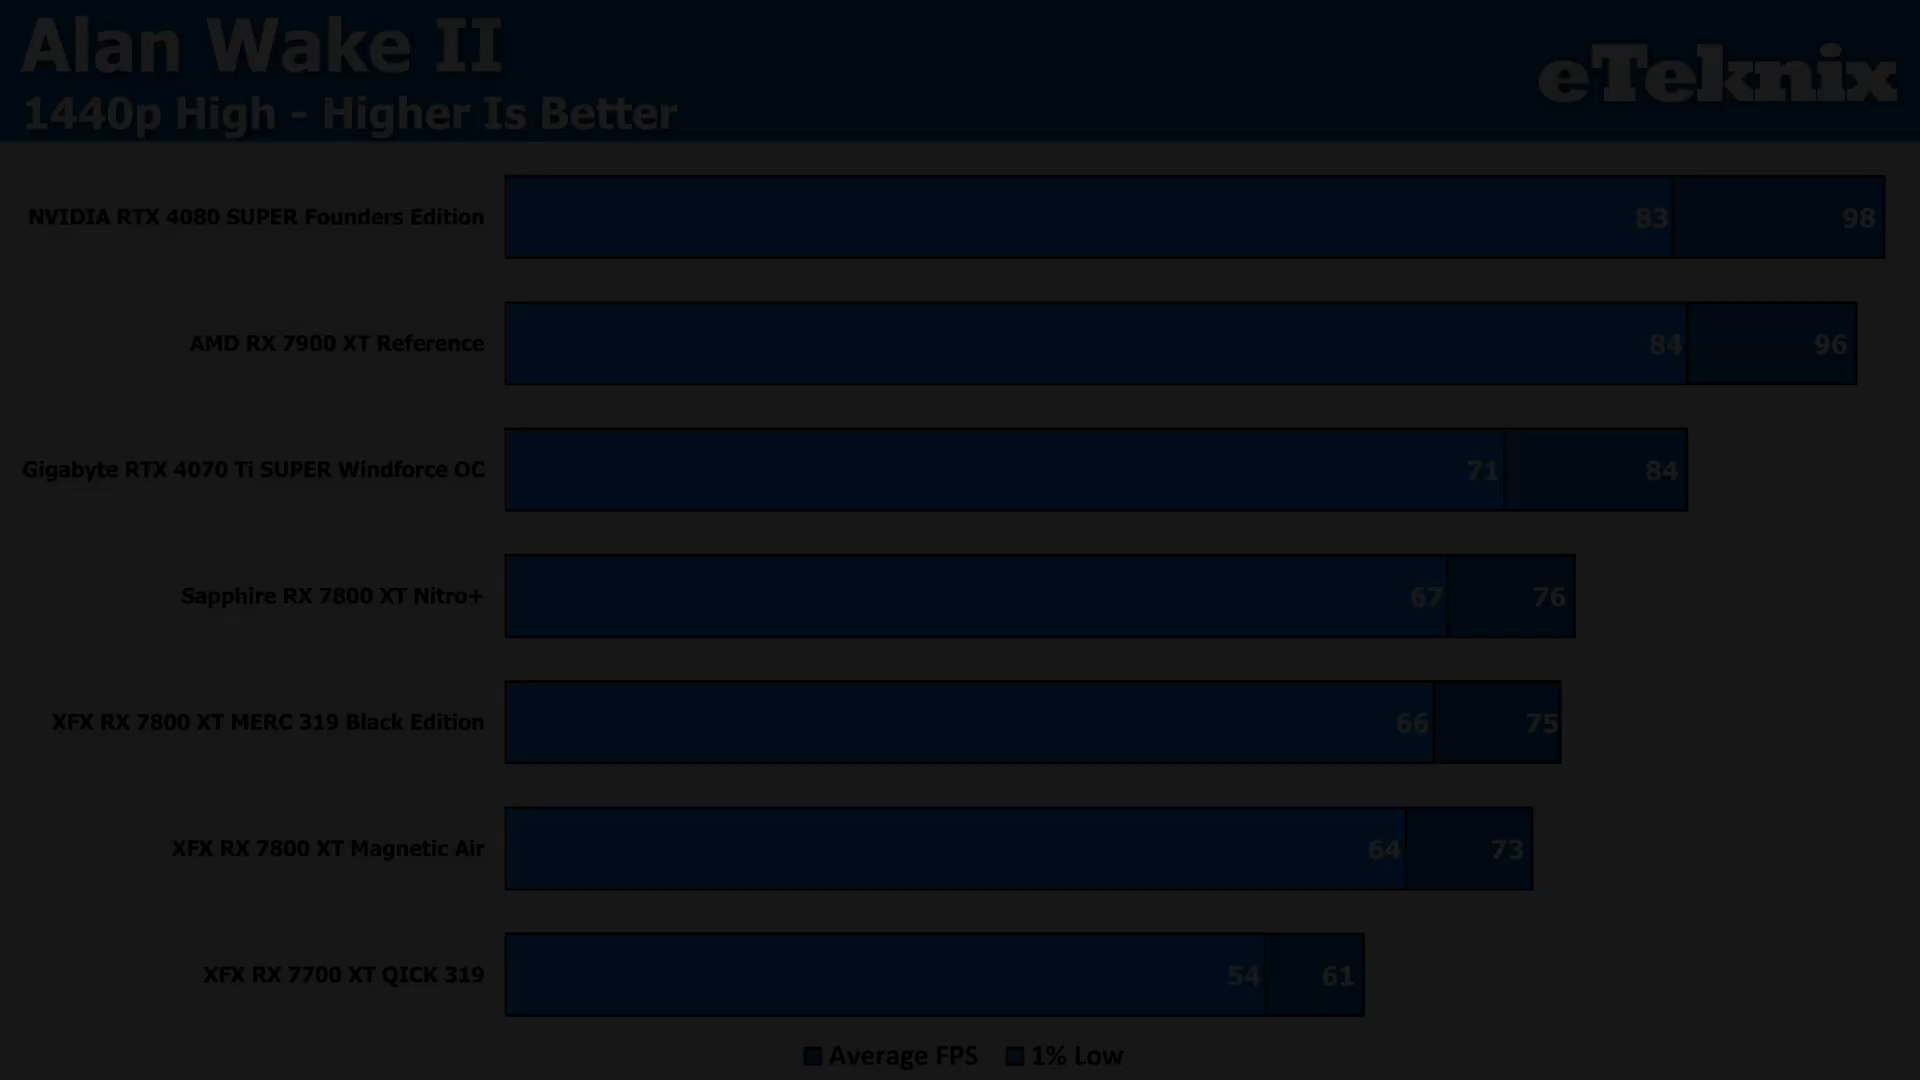 Alan Wake II
eTeknix
1440p High - Higher Is Better
NVIDIA RTX 4080 SUPER Founders Edition 83 98
AMD RX 7900 XT Reference 84 96
Gigabyte RTX 4070 Ti SUPER Windforce OC 71 84
Sapphire RX 7800 XT Nitro+ 67 76
XFX RX 7800 XT MERC 319 Black Edition 66 75
XFX RX 7800 XT Magnetic Air 64 73
XFX RX 7700 XT QICK 319 54 61
Average FPS 1% Low